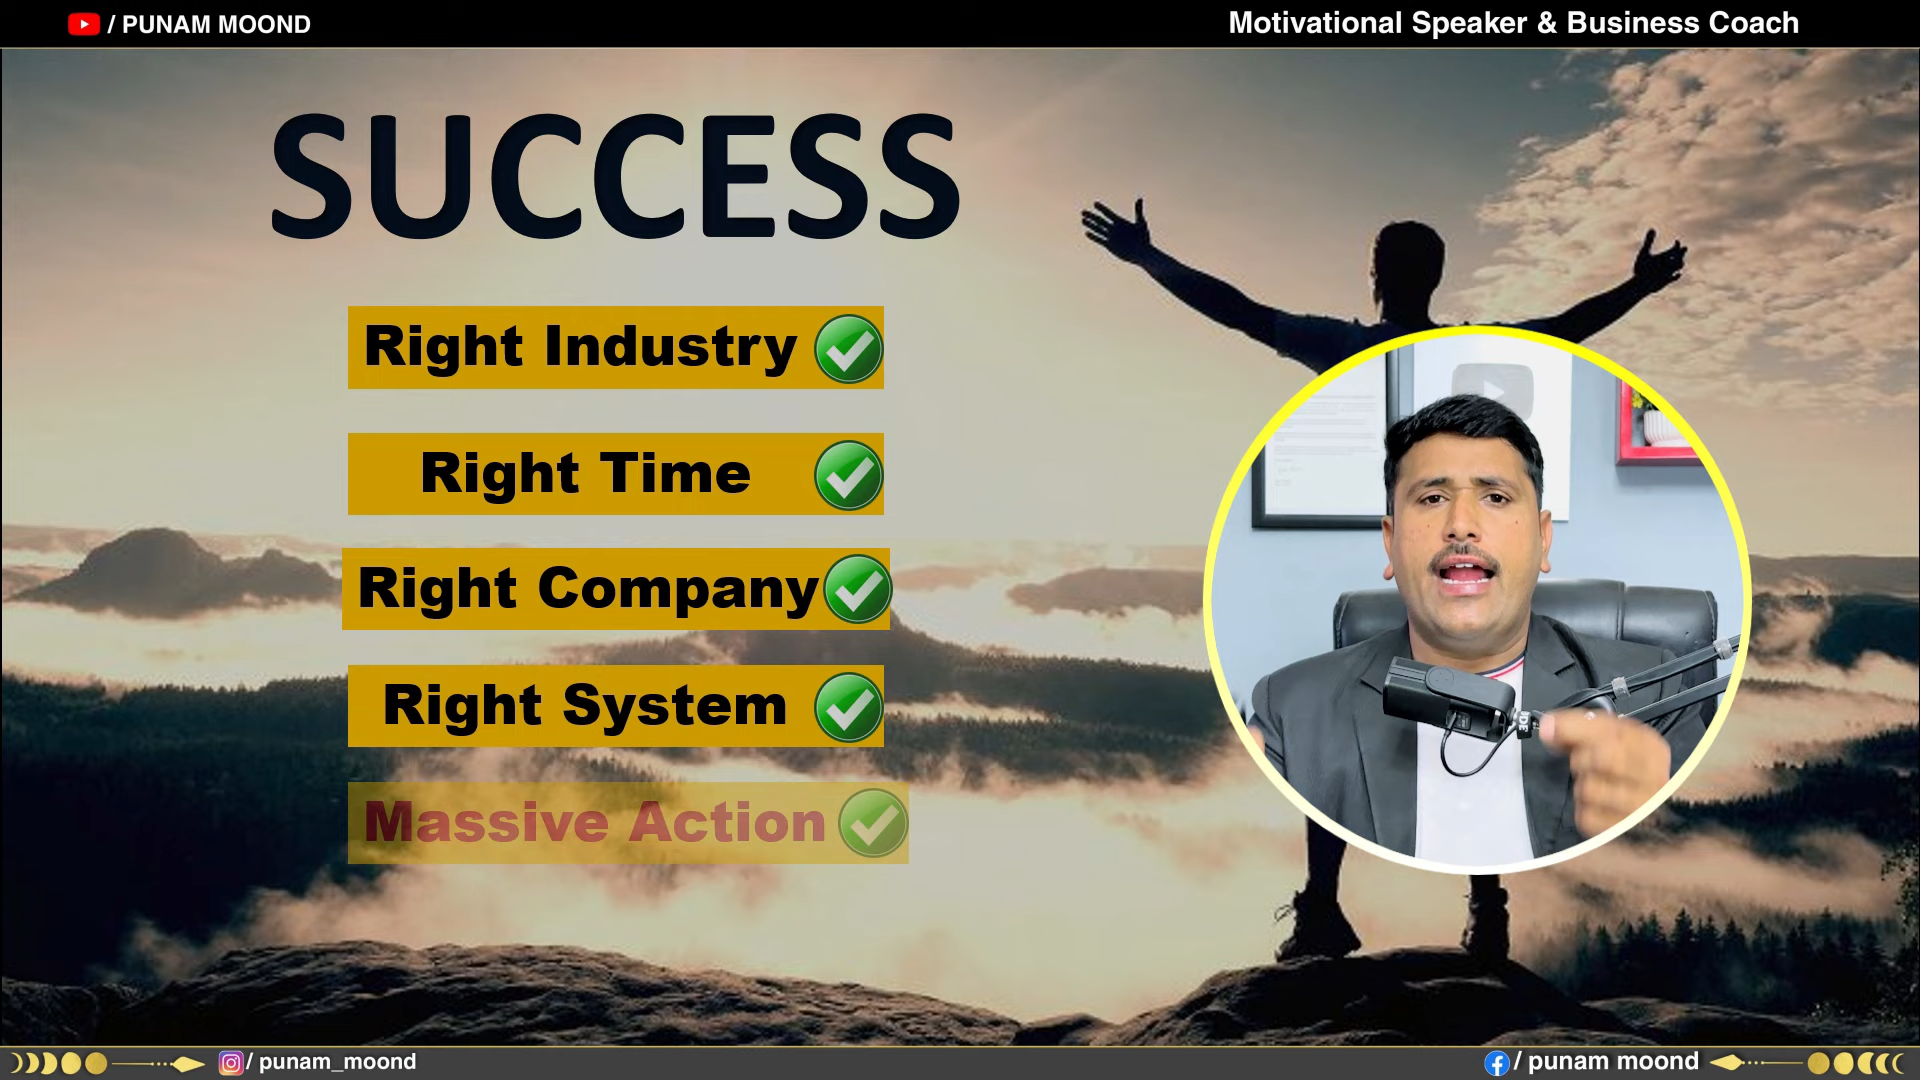 / PUNAM MOOND
Motivational Speaker & Business Coach
SUCCESS
Right Industry
Right Time
Right Company
Right System
Massive Action
/ punam_moond
/ punam moond